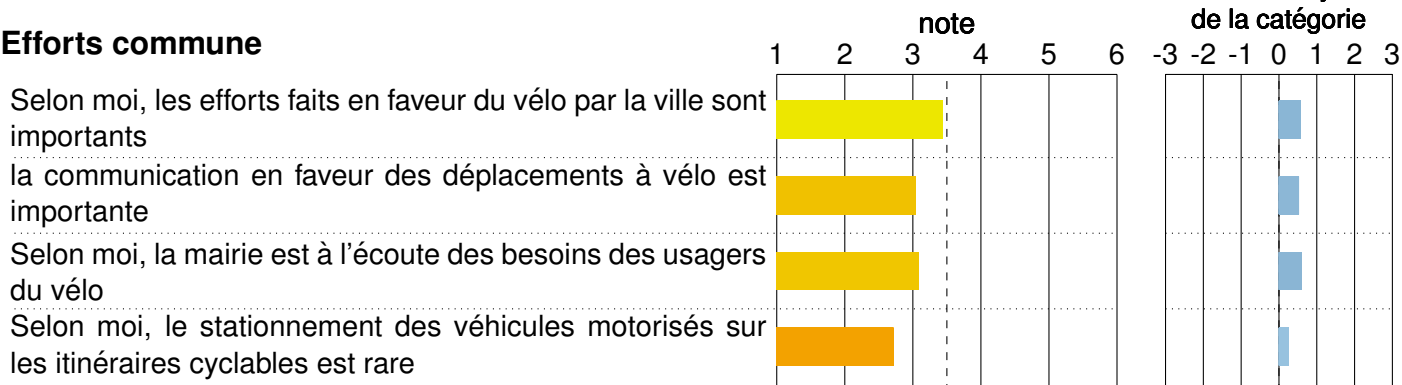 note
de la catégorie
Efforts commune
1 2 3 4 5 6
-3 -2 -1 0 1 2 3
Selon moi, les efforts faits en faveur du vélo par la ville sont
importants
la communication en faveur des déplacements à vélo est
importante
Selon moi, la mairie est à l’écoute des besoins des usagers
du vélo
Selon moi, le stationnement des véhicules motorisés sur
les itinéraires cyclables est rare